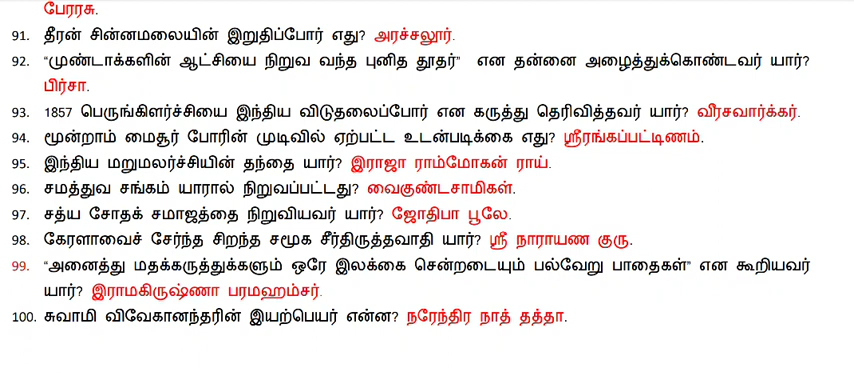 பேரரசு.
91. தீரன் சின்னமலையின் இறுதிப்போர் எது? அரச்சலூர்.
92. “முண்டாக்களின் ஆட்சியை நிறுவ வந்த புனித தூதர்” என தன்னை அழைத்துக்கொண்டவர் யார்?
பிர்சா.
93. 1857 பெருங்கிளர்ச்சியை இந்திய விடுதலைப்போர் என கருத்து தெரிவித்தவர் யார்? வீரசவார்க்கர்.
94. மூன்றாம் மைசூர் போரின் முடிவில் ஏற்பட்ட உடன்படிக்கை எது? ஸ்ரீரங்கப்பட்டிணம்.
95. இந்திய மறுமலர்ச்சியின் தந்தை யார்? இராஜா ராம்மோகன் ராய்.
96. சமத்துவ சங்கம் யாரால் நிறுவப்பட்டது? வைகுண்டசாமிகள்.
97. சத்ய சோதக் சமாஜத்தை நிறுவியவர் யார்? ஜோதிபா பூலே.
98. கேரளாவைச் சேர்ந்த சிறந்த சமூக சீர்திருத்தவாதி யார்? ஸ்ரீ நாராயண குரு.
99. “அனைத்து மதக்கருத்துக்களும் ஒரே இலக்கை சென்றடையும் பல்வேறு பாதைகள்” என கூறியவர்
யார்? இராமகிருஷ்ணா பரமஹம்சர்.
100. சுவாமி விவேகானந்தரின் இயற்பெயர் என்ன? நரேந்திர நாத் தத்தா.